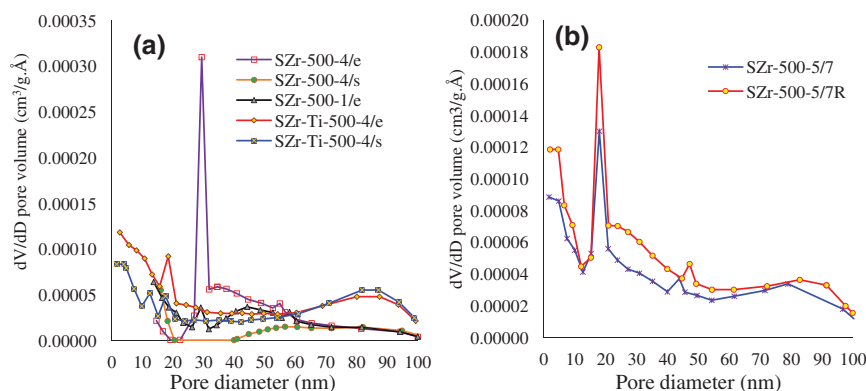 (a)
dV/dD pore volume (cm³/g.Å)
0.00035
0.00030
0.00025
0.00020
0.00015
0.00010
0.00005
0.00000
0 10 20 30 40 50 60 70 80 90 100
Pore diameter (nm)
SZr-500-4/e
SZr-500-4/s
SZr-500-1/e
SZr-Ti-500-4/e
SZr-Ti-500-4/s
(b)
dV/dD pore volume (cm3/g.Å)
0.00020
0.00018
0.00016
0.00014
0.00012
0.00010
0.00008
0.00006
0.00004
0.00002
0.00000
0 10 20 30 40 50 60 70 80 90 100
Pore diameter (nm)
SZr-500-5/7
SZr-500-5/7R